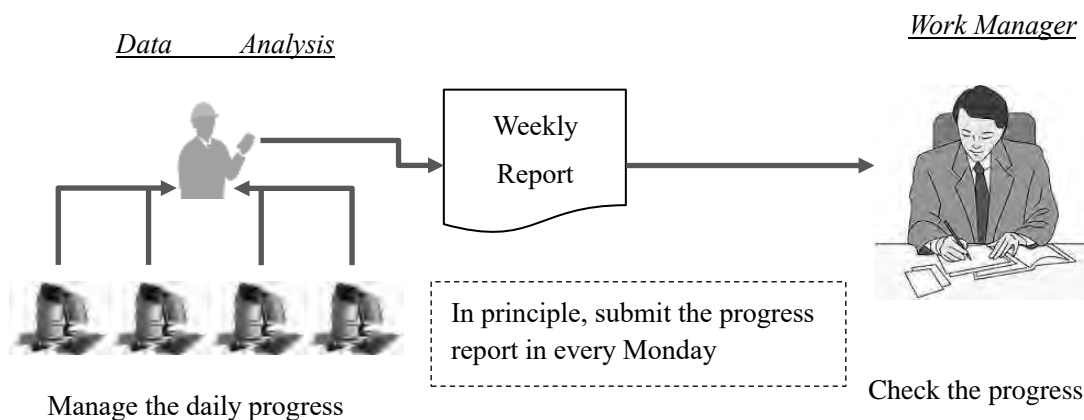 Data Analysis
Work Manager
Weekly
Report
In principle, submit the progress
report in every Monday
Manage the daily progress
Check the progress